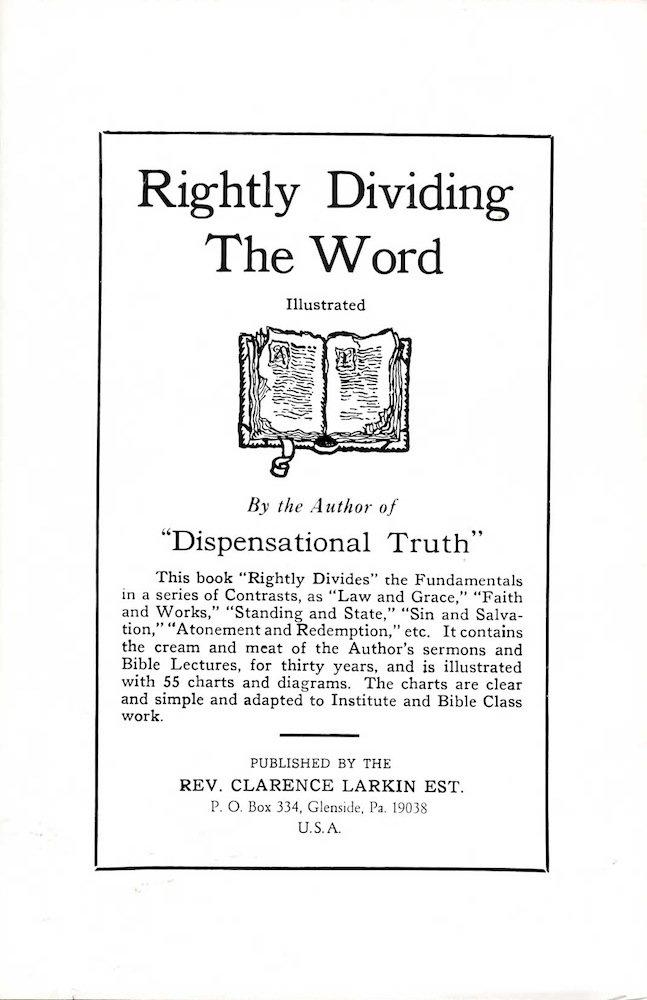 Rightly Dividing
The Word
Illustrated
By the Author of
"Dispensational Truth"
This book "Rightly Divides" the Fundamentals
in a series of Contrasts, as "Law and Grace," "Faith
and Works," "Standing and State," "Sin and Salva-
tion," "Atonement and Redemption," etc. It contains
the cream and meat of the Author's sermons and
Bible Lectures, for thirty years, and is illustrated
with 55 charts and diagrams. The charts are clear
and simple and adapted to Institute and Bible Class
work.
PUBLISHED BY THE
REV. CLARENCE LARKIN EST.
P. O. Box 334, Glenside, Pa. 19038
U.S.A.